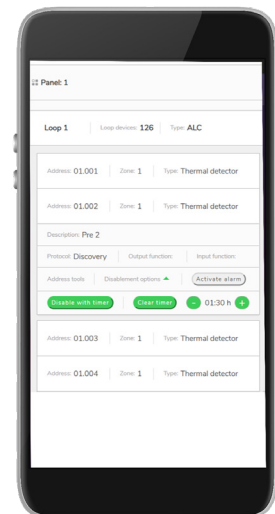 Panel: 1
Loop 1 Loop devices: 126 Type: ALC
Address: 01.001 Zone: 1 Type: Thermal detector
Address: 01.002 Zone: 1 Type: Thermal detector
Description: Pre 2
Protocol: Discovery Output function: Input function:
Address tools Disablement options Activate alarm
Disable with timer Clear timer - 01:30 h +
Address: 01.003 Zone: 1 Type: Thermal detector
Address: 01.004 Zone: 1 Type: Thermal detector